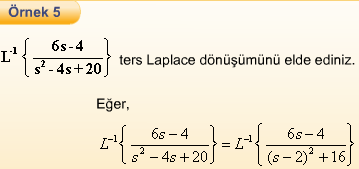 Örnek 5
L⁻¹ { (6s-4) / (s² - 4s+20) } ters Laplace dönüşümünü elde ediniz.
Eğer,
L⁻¹{ (6s-4) / (s² - 4s+20) } = L⁻¹{ (6s-4) / ((s-2)² +16) }